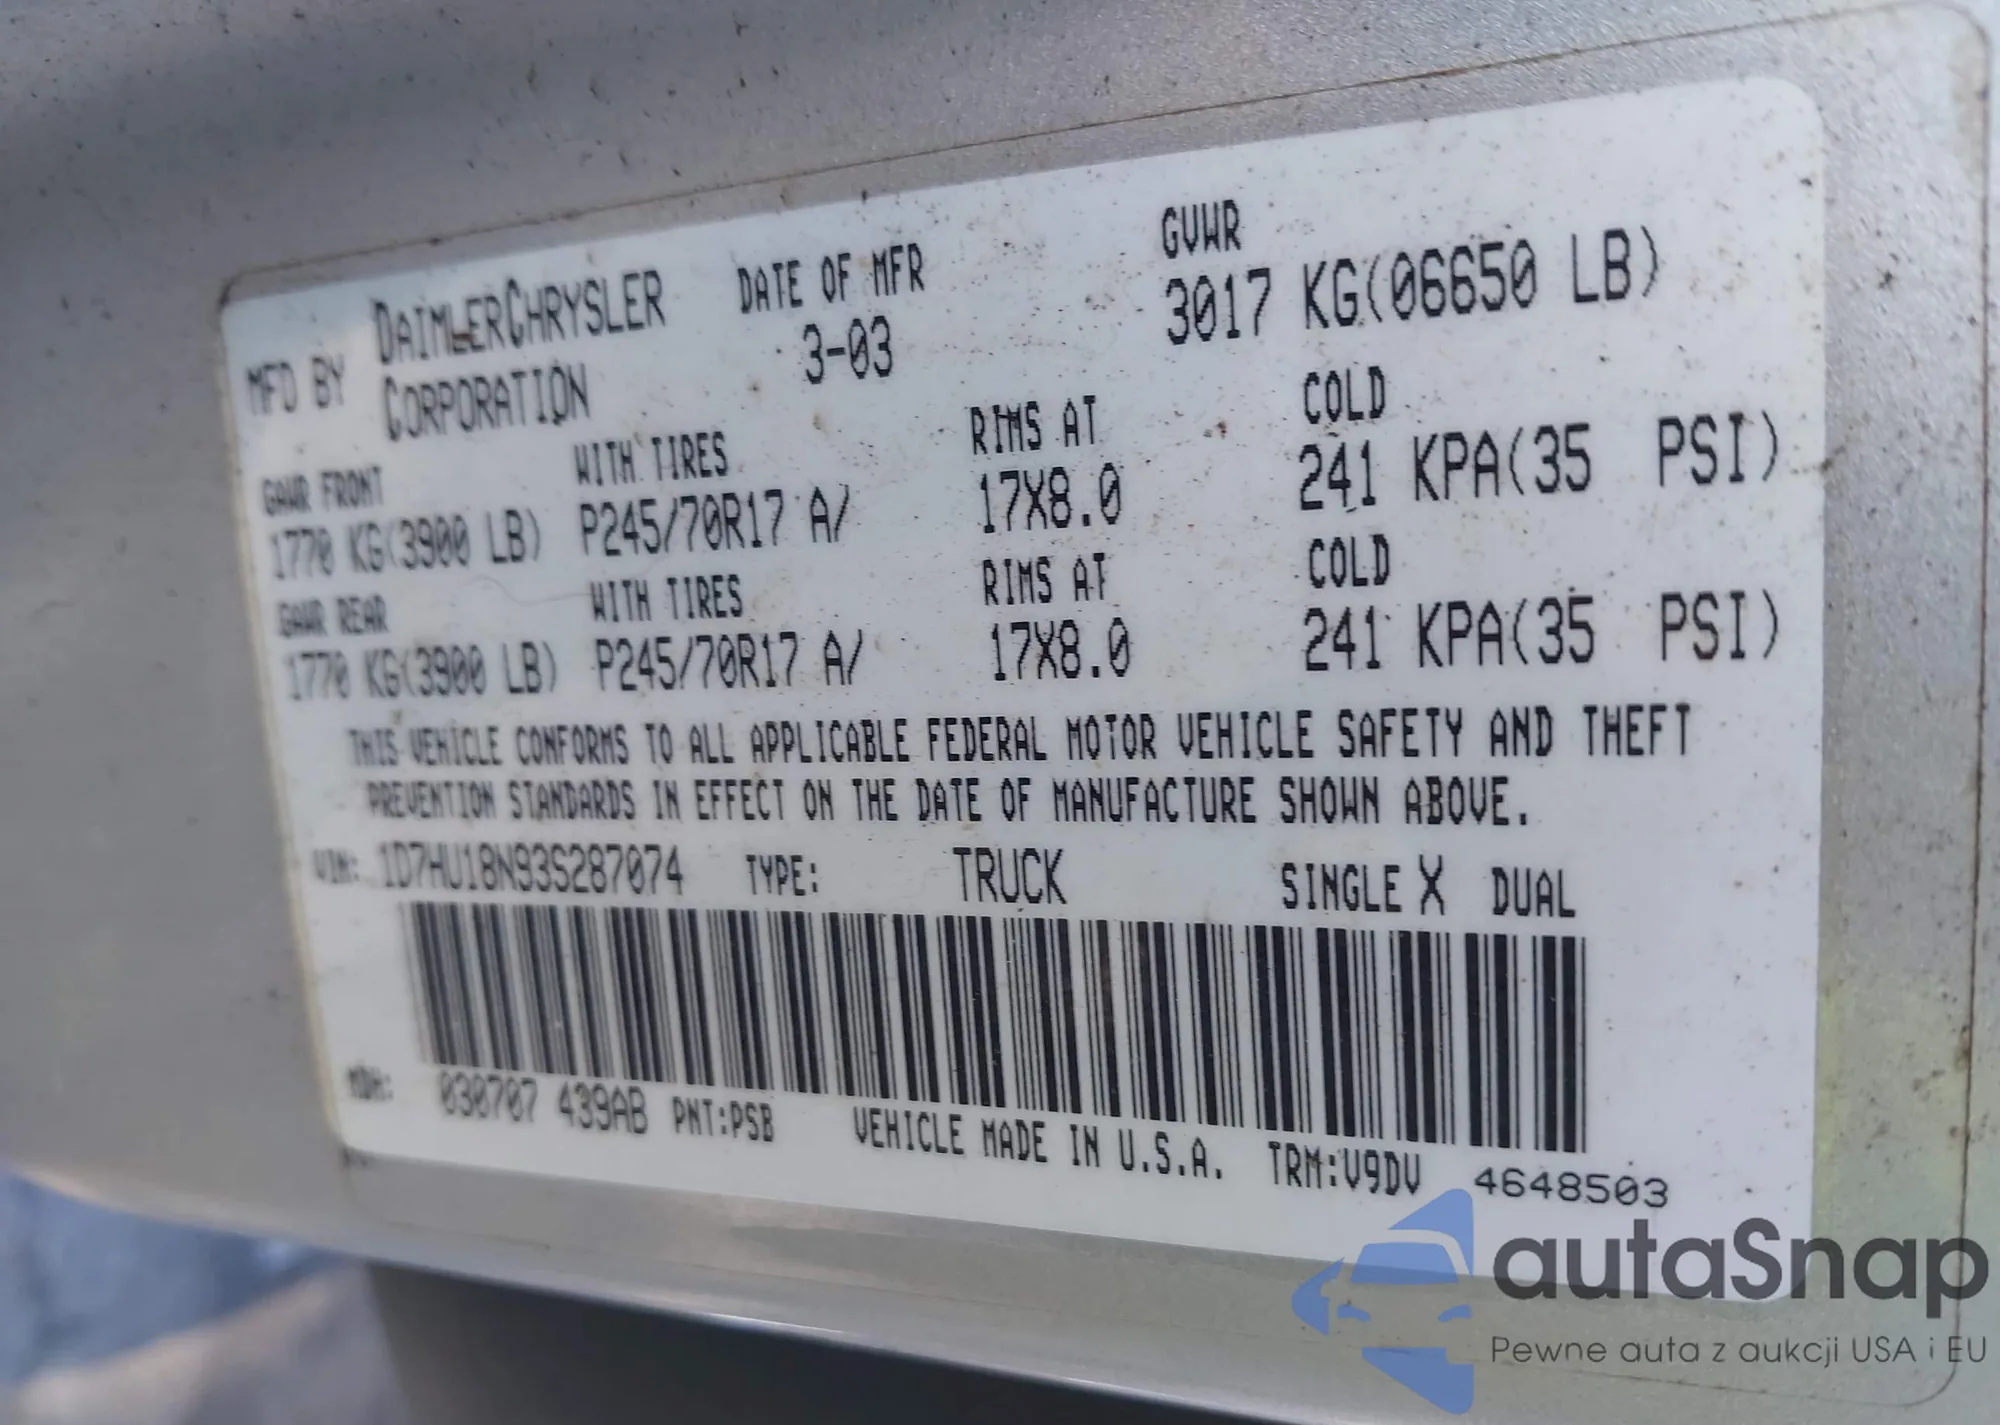 MFD BY DAIMLERCHRYSLER CORPORATION DATE OF MFR 3-03 GVWR 3017 KG(06650 LB)
GAWR FRONT WITH TIRES RIMS AT COLD
1770 KG(3900 LB) P245/70R17 A/ 17X8.0 241 KPA(35 PSI)
GAWR REAR WITH TIRES RIMS AT COLD
1770 KG(3900 LB) P245/70R17 A/ 17X8.0 241 KPA(35 PSI)
THIS VEHICLE CONFORMS TO ALL APPLICABLE FEDERAL MOTOR VEHICLE SAFETY AND THEFT
PREVENTION STANDARDS IN EFFECT ON THE DATE OF MANUFACTURE SHOWN ABOVE.
VIN: 1D7HU18N93S287074 TYPE: TRUCK SINGLE X DUAL
MDH: 030707 439AB PNT:PSB VEHICLE MADE IN U.S.A. TRM:V9DV 4648503
autaSnap
Pewne auta z aukcji USA i EU